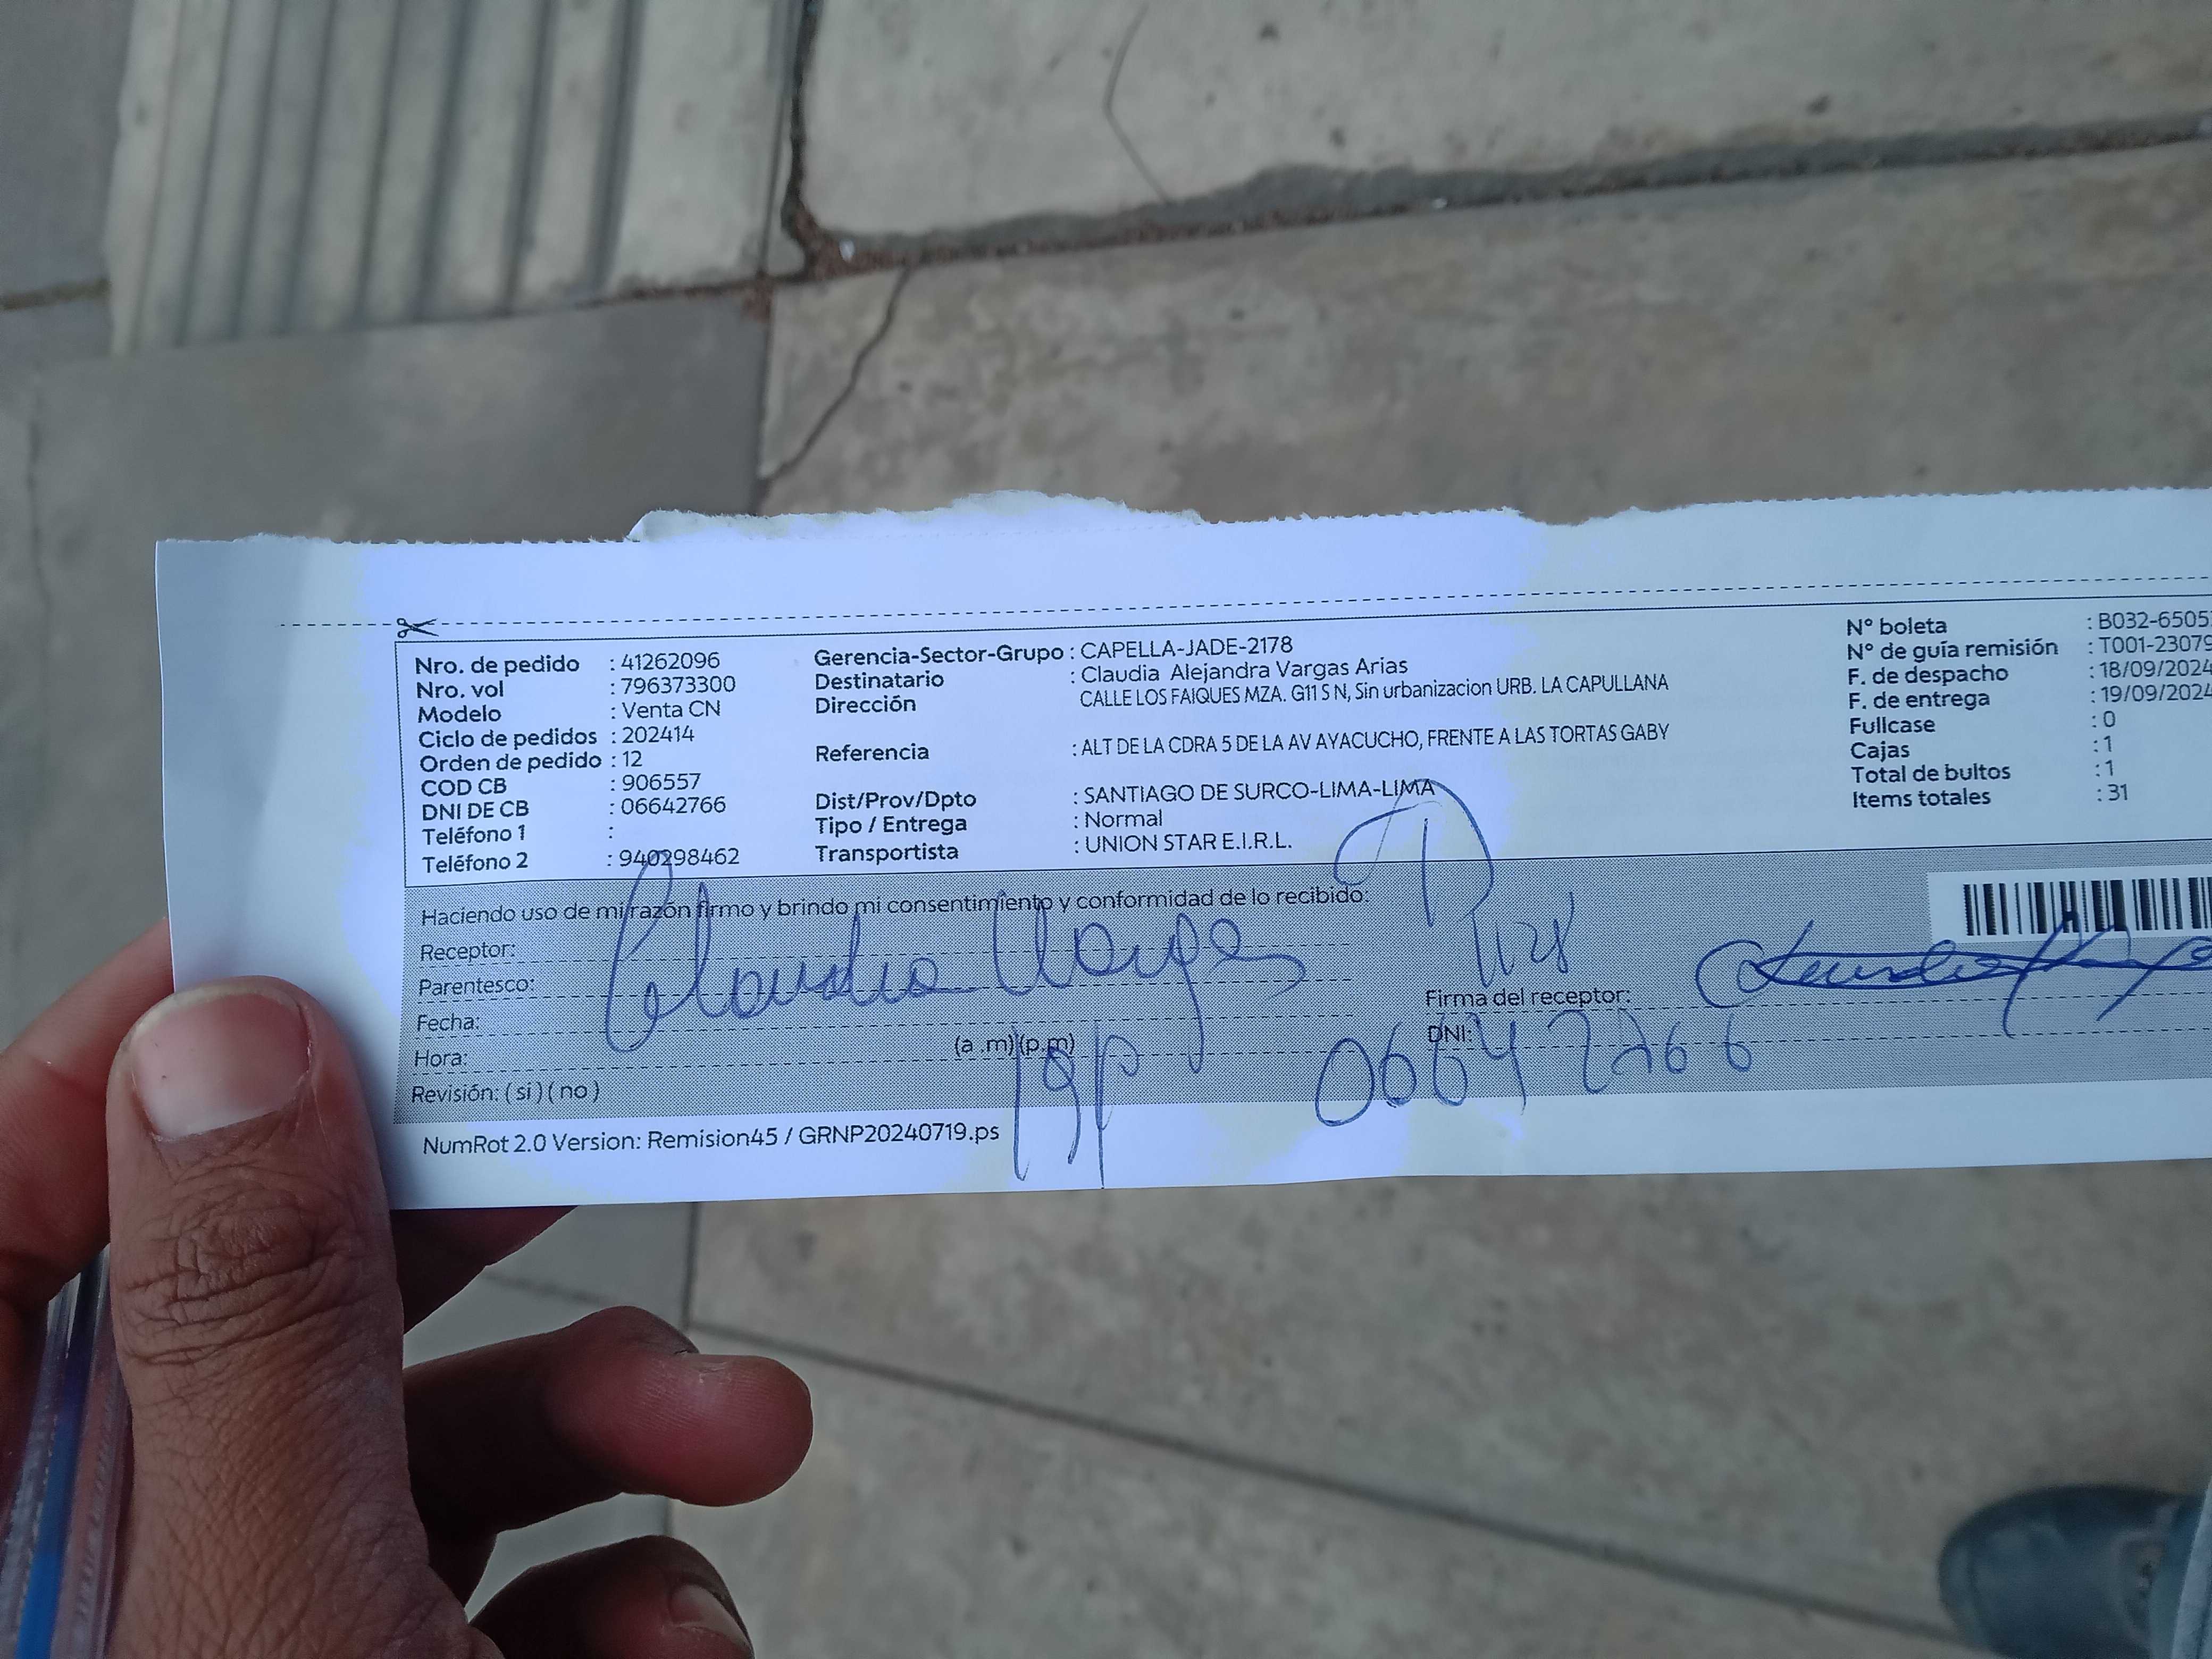 Nro. de pedido : 41262096
Nro. vol : 796373300
Modelo : Venta CN
Ciclo de pedidos : 202414
Orden de pedido : 12
COD CB : 906557
DNI DE CB : 06642766
Teléfono 1 :
Teléfono 2 : 940298462
Gerencia-Sector-Grupo : CAPELLA-JADE-2178
Destinatario : Claudia Alejandra Vargas Arias
Dirección CALLE LOS FAIQUES MZA. G11 S N, Sin urbanizacion URB. LA CAPULLANA
Referencia : ALT DE LA CDRA 5 DE LA AV AYACUCHO, FRENTE A LAS TORTAS GABY
Dist/Prov/Dpto : SANTIAGO DE SURCO-LIMA-LIMA
Tipo / Entrega : Normal
Transportista : UNION STAR E.I.R.L.
N° boleta : B032-6505
N° de guía remisión : T001-23079
F. de despacho : 18/09/2024
F. de entrega : 19/09/2024
Fullcase : 0
Cajas : 1
Total de bultos : 1
Items totales : 31
Haciendo uso de mi razón firmo y brindo mi consentimiento y conformidad de lo recibido:
Receptor:
Parentesco:
Claudia Vargas
Fecha:
Hora: (a .m)(p.m)
Revisión: ( si ) ( no )
Firma del receptor:
DNI: 06642766
NumRot 2.0 Version: Remision45 / GRNP20240719.ps